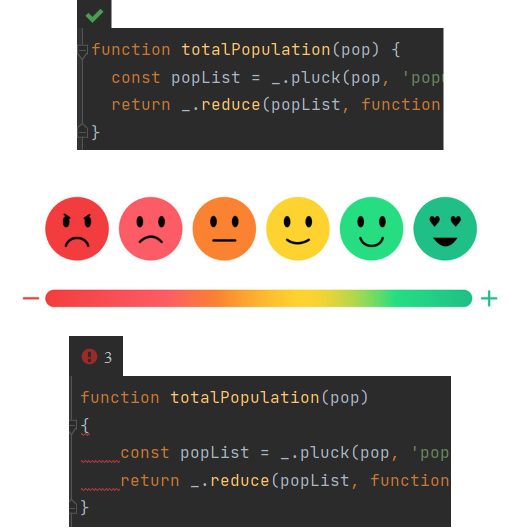 function totalPopulation(pop) {
const popList = _.pluck(pop, 'pop
return _.reduce(popList, function
}
− +
3
function totalPopulation(pop)
{
const popList = _.pluck(pop, 'pop
return _.reduce(popList, function
}